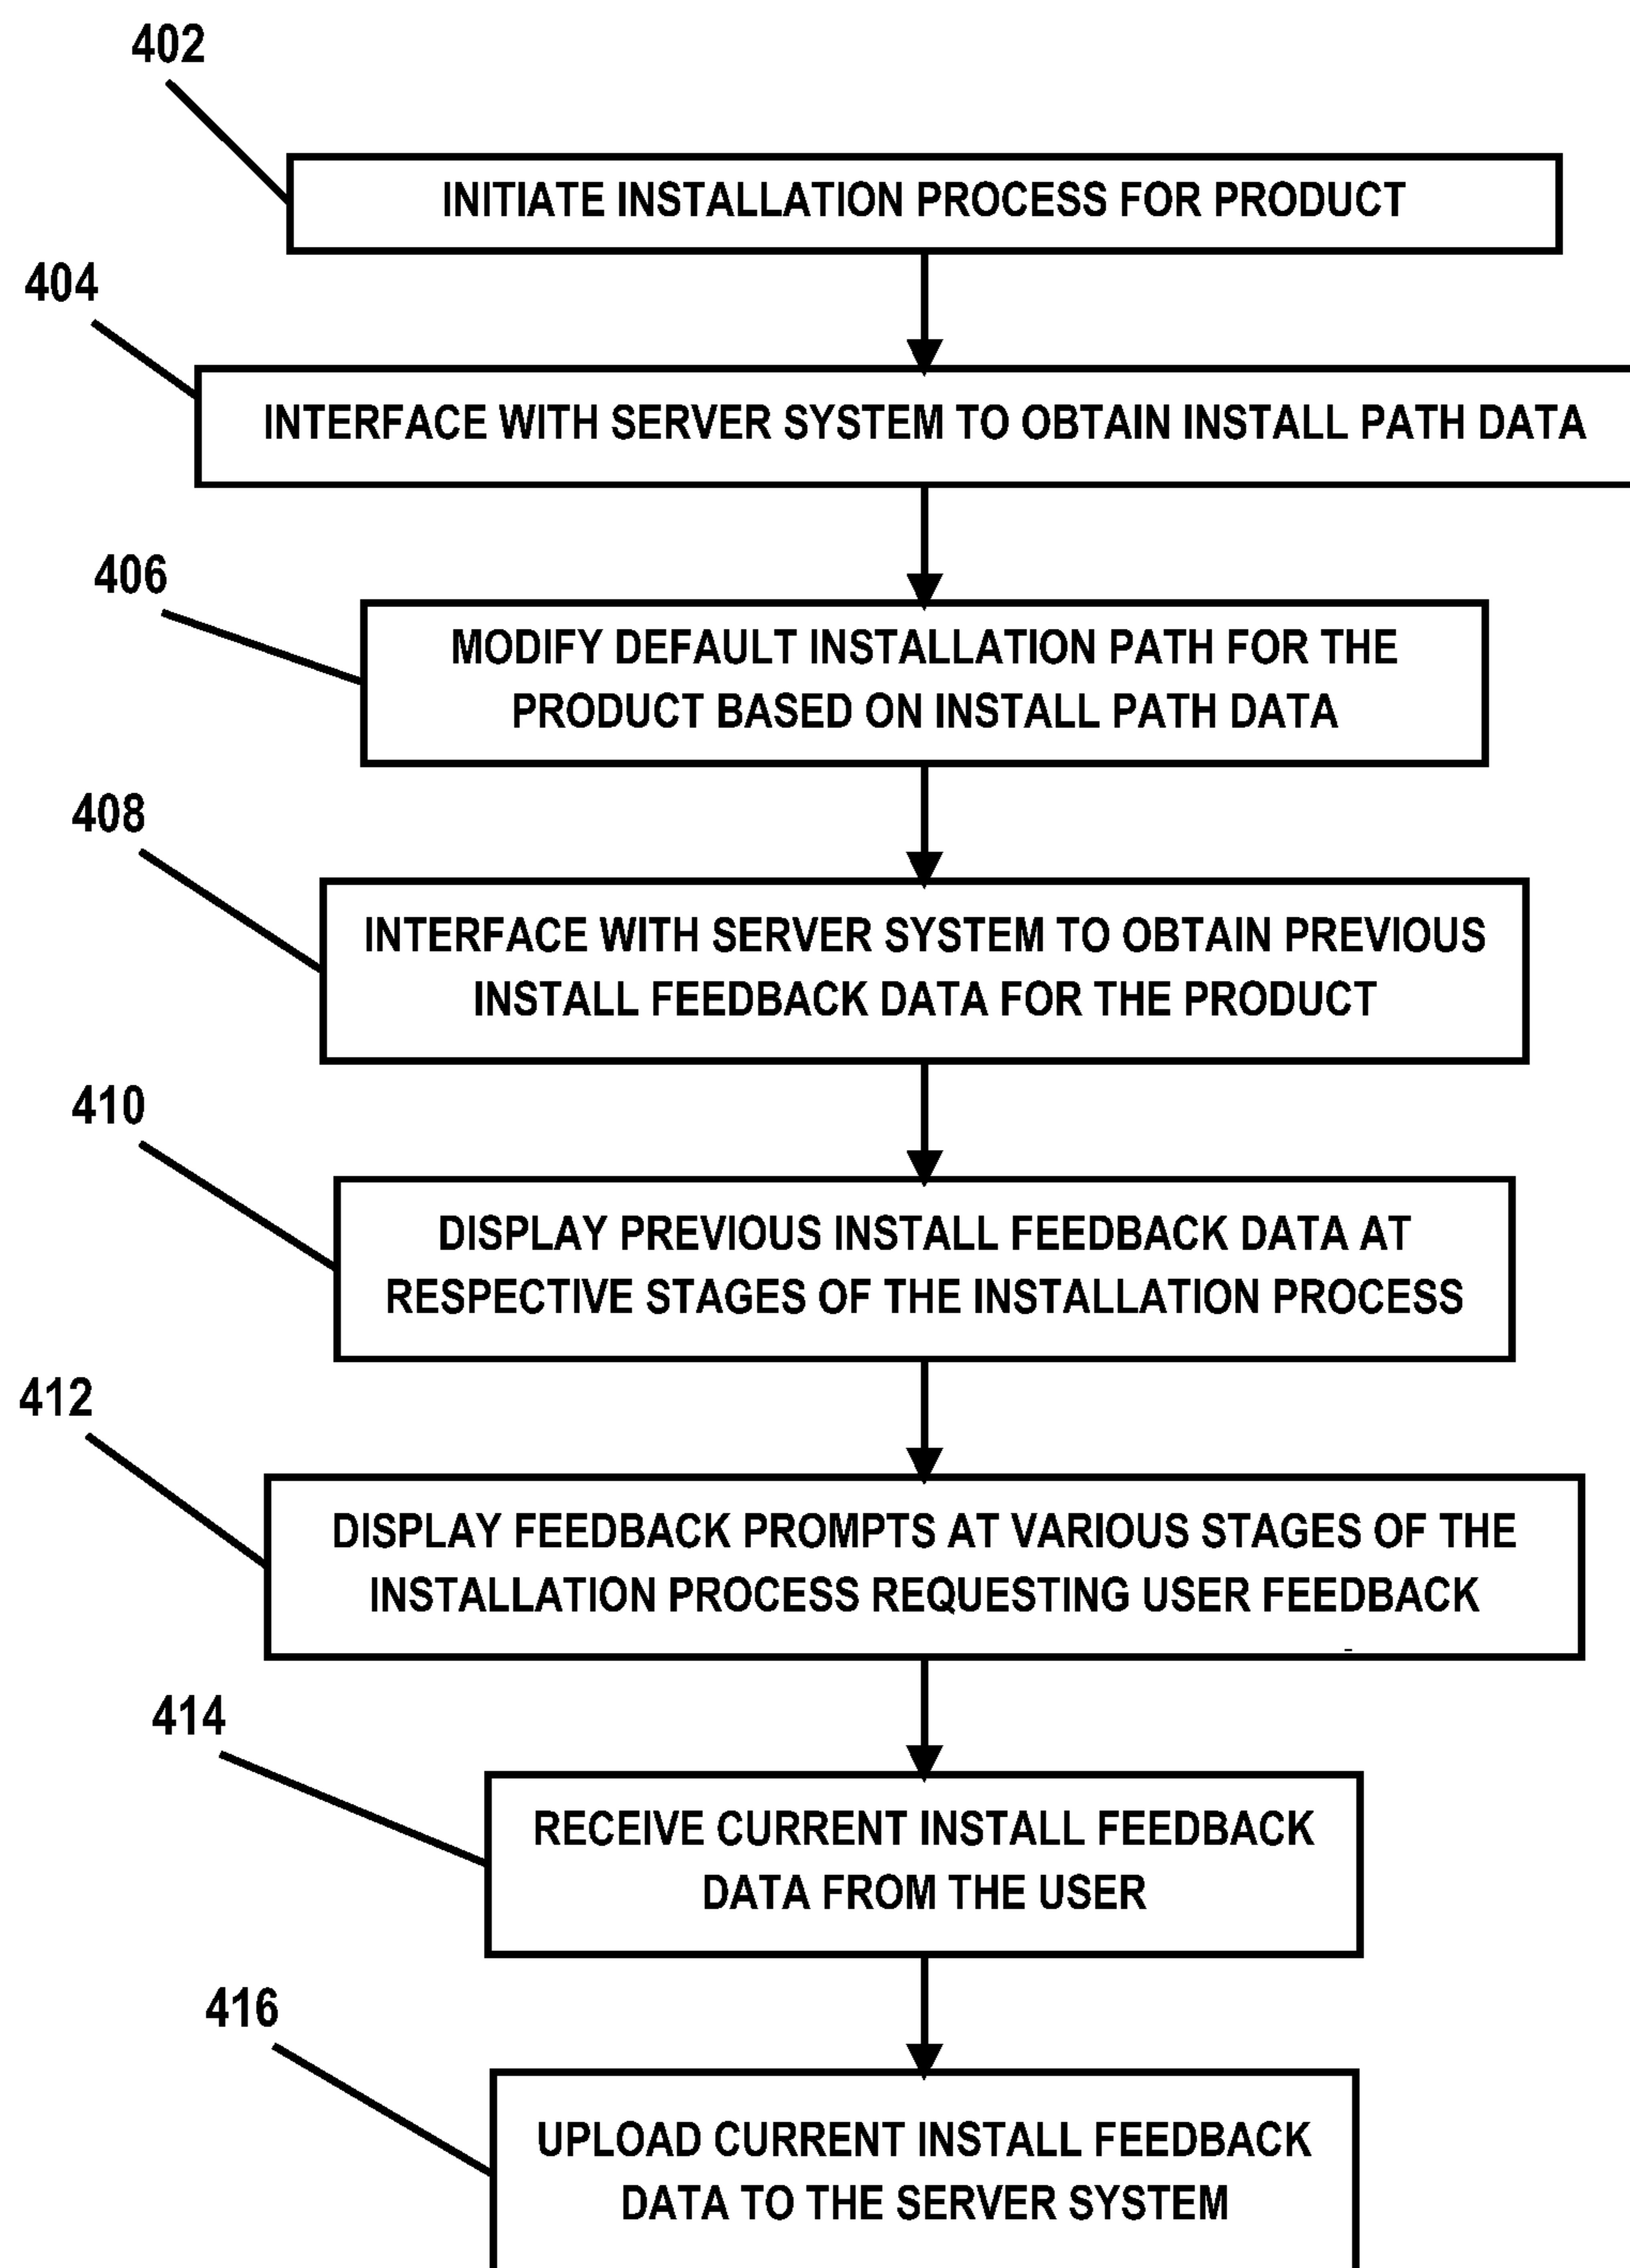 402
INITIATE INSTALLATION PROCESS FOR PRODUCT
404
INTERFACE WITH SERVER SYSTEM TO OBTAIN INSTALL PATH DATA
406
MODIFY DEFAULT INSTALLATION PATH FOR THE
PRODUCT BASED ON INSTALL PATH DATA
408
INTERFACE WITH SERVER SYSTEM TO OBTAIN PREVIOUS
INSTALL FEEDBACK DATA FOR THE PRODUCT
410
DISPLAY PREVIOUS INSTALL FEEDBACK DATA AT
RESPECTIVE STAGES OF THE INSTALLATION PROCESS
412
DISPLAY FEEDBACK PROMPTS AT VARIOUS STAGES OF THE
INSTALLATION PROCESS REQUESTING USER FEEDBACK
414
RECEIVE CURRENT INSTALL FEEDBACK
DATA FROM THE USER
416
UPLOAD CURRENT INSTALL FEEDBACK
DATA TO THE SERVER SYSTEM